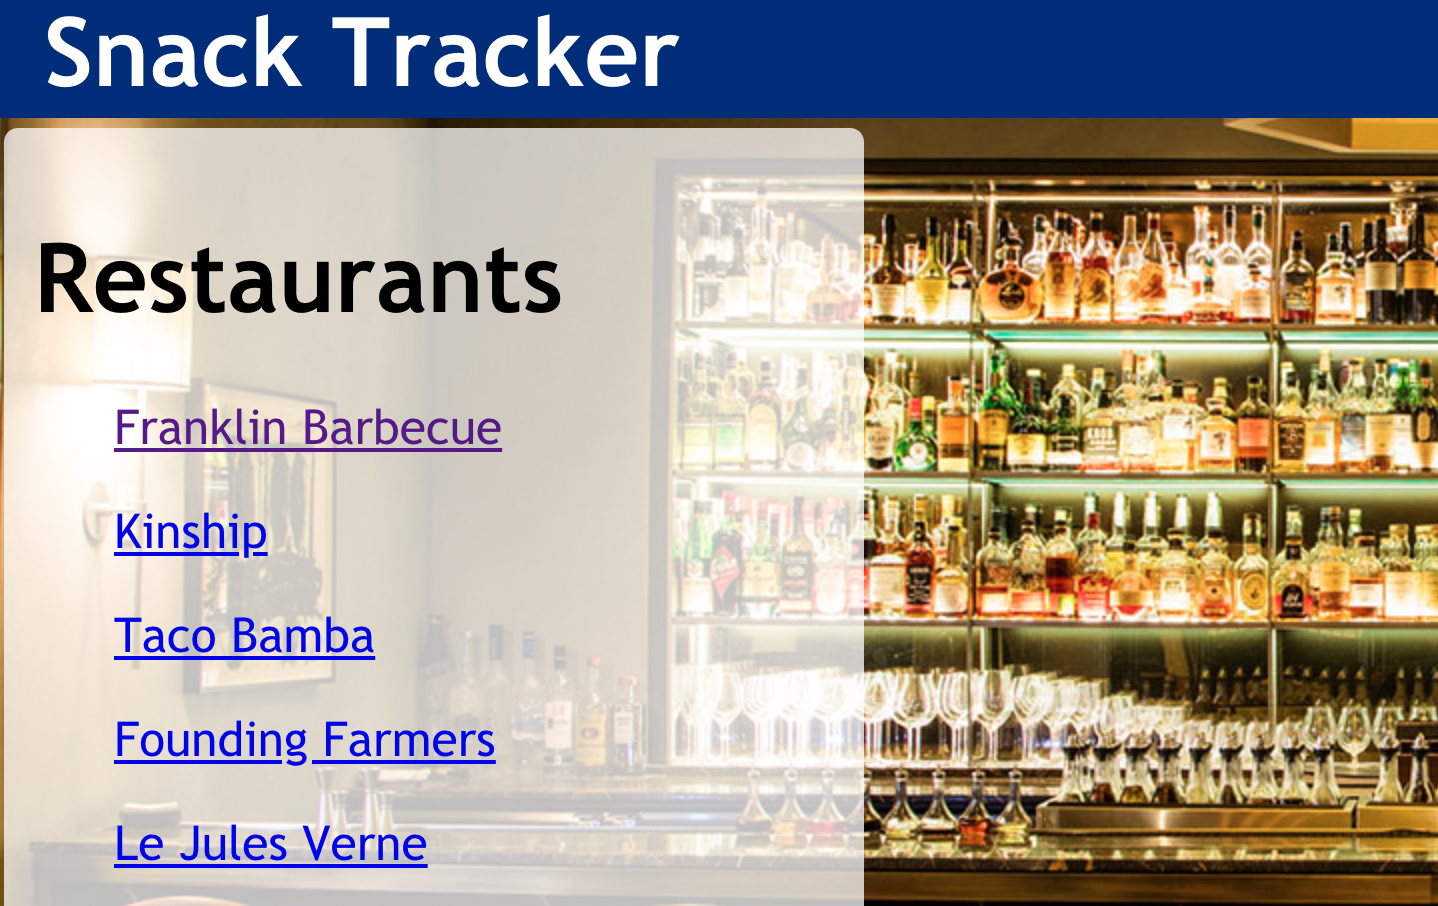 Snack Tracker
Restaurants
Franklin Barbecue
Kinship
Taco Bamba
Founding Farmers
Le Jules Verne